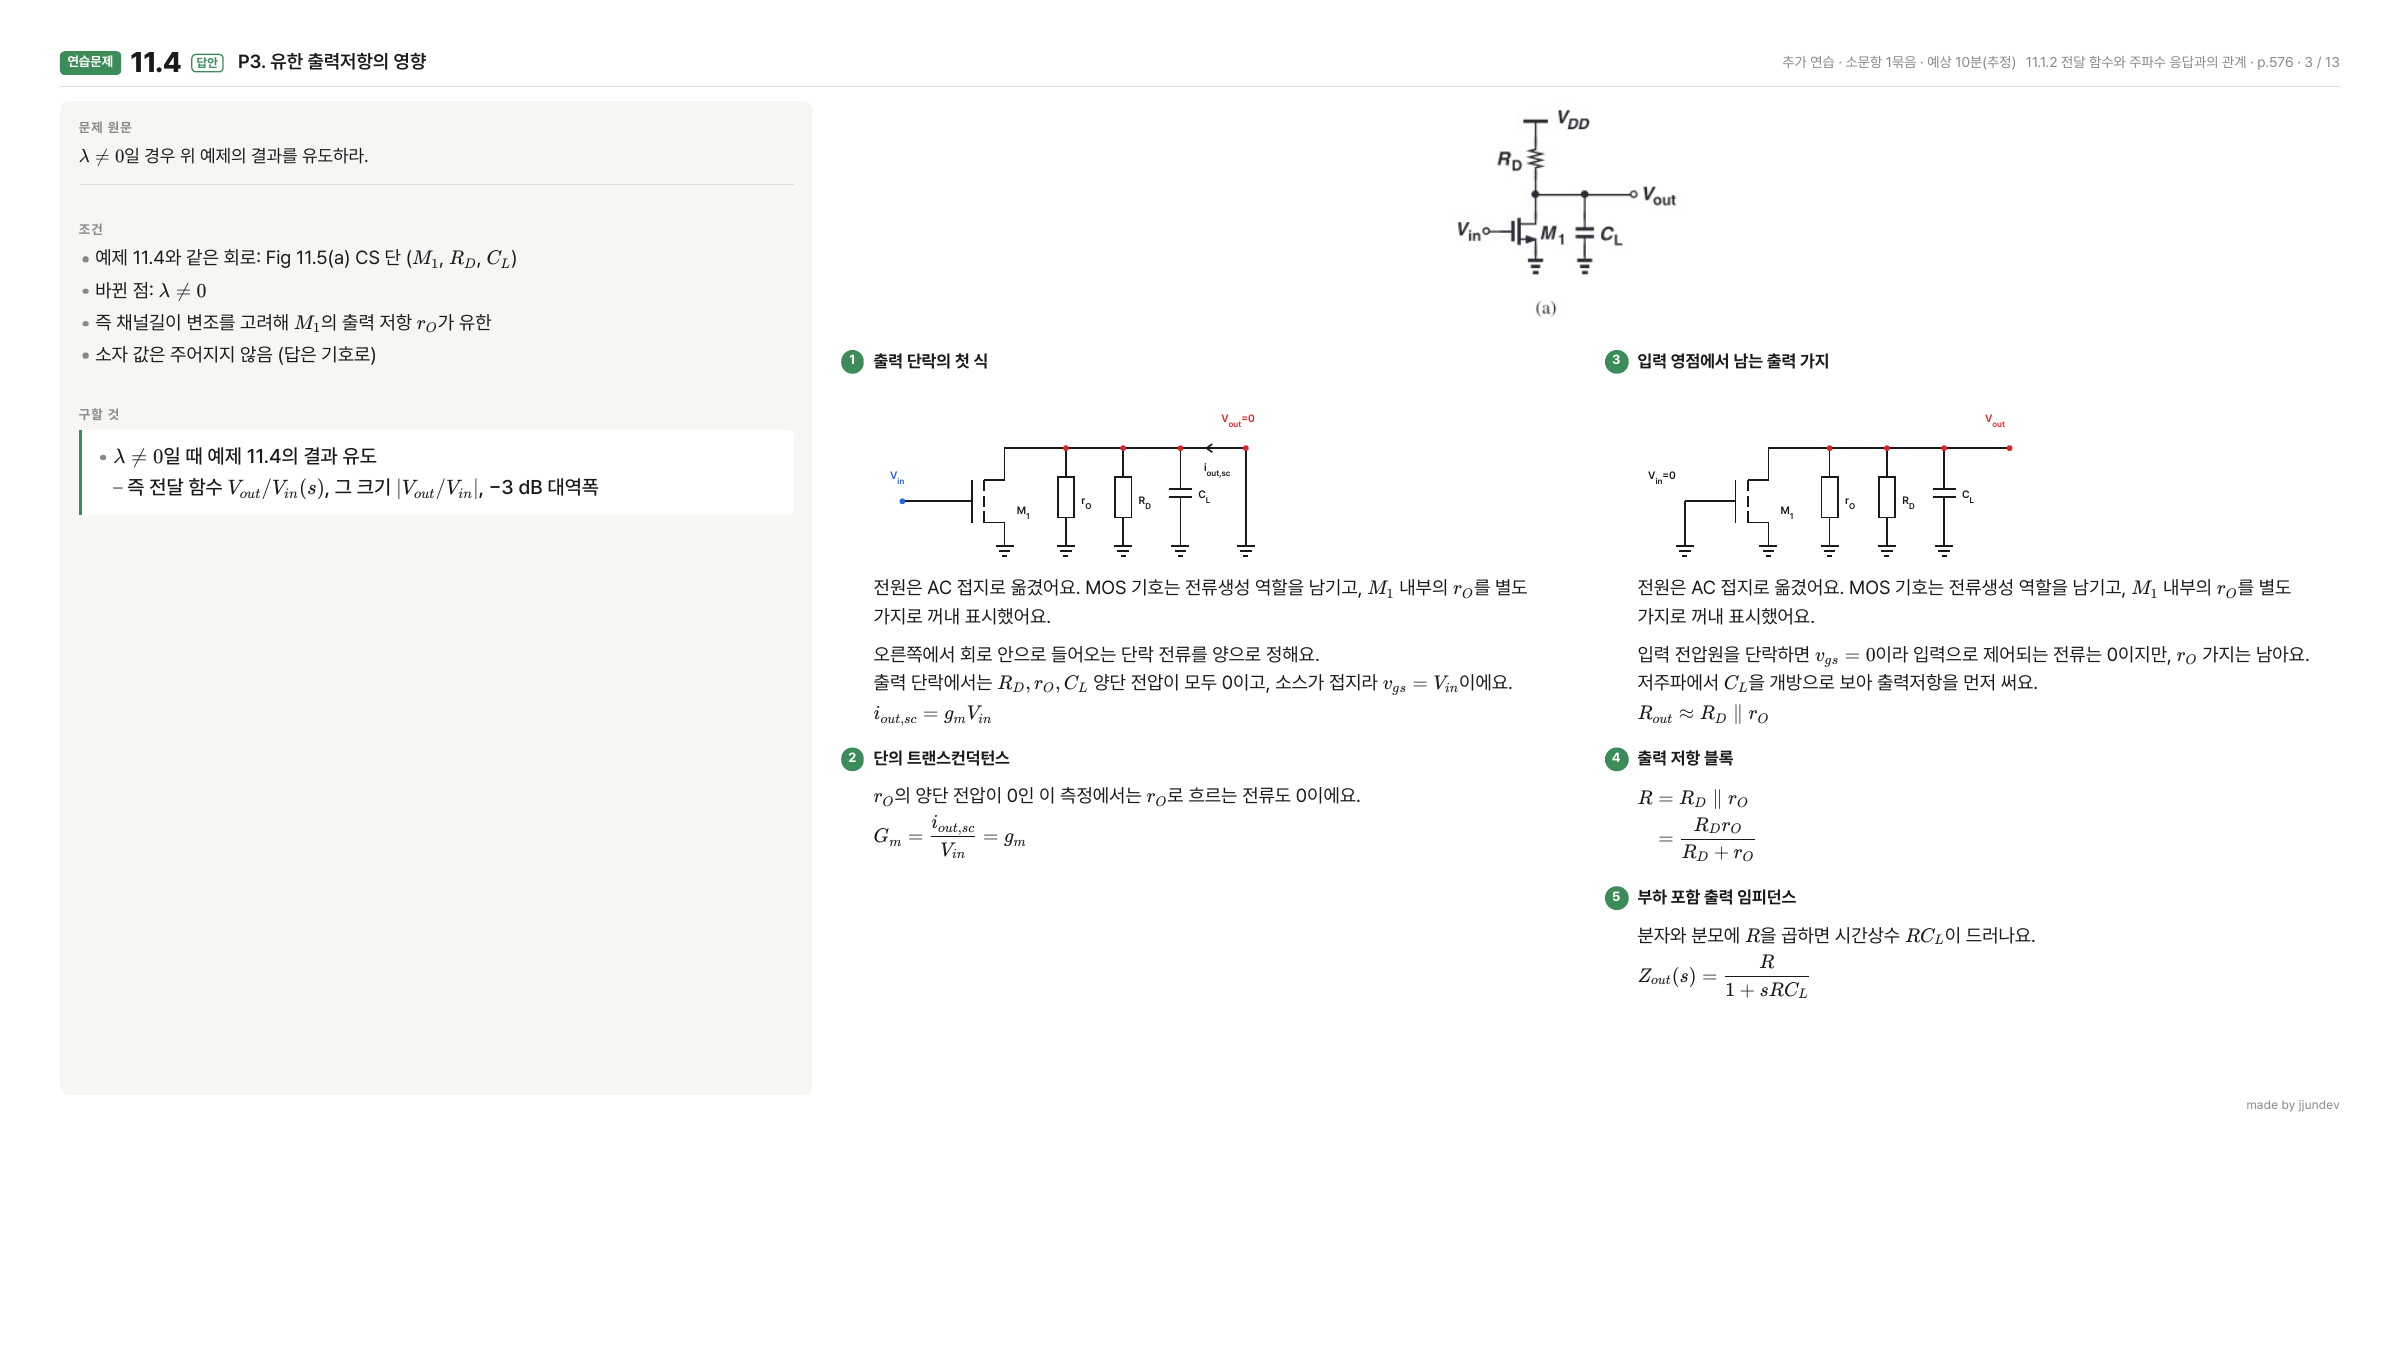 연습문제 11.4 답안 P3. 유한 출력저항의 영향
추가 연습 · 소문항 1묶음 · 예상 10분(추정) 11.1.2 전달 함수와 주파수 응답과의 관계 · p.576 · 3 / 13
문제 원문
λ ≠ 0일 경우 위 예제의 결과를 유도하라.
조건
• 예제 11.4와 같은 회로: Fig 11.5(a) CS 단 (M₁, R_D, C_L)
• 바뀐 점: λ ≠ 0
• 즉 채널길이 변조를 고려해 M₁의 출력 저항 r_O가 유한
• 소자 값은 주어지지 않음 (답은 기호로)
구할 것
• λ ≠ 0일 때 예제 11.4의 결과 유도
– 즉 전달 함수 V_out/V_in(s), 그 크기 |V_out/V_in|, −3 dB 대역폭
V_DD
R_D
V_out
V_in
M₁
C_L
(a)
1 출력 단락의 첫 식
V_out=0
i_out,sc
V_in
M₁
r_O
R_D
C_L
전원은 AC 접지로 옮겼어요. MOS 기호는 전류생성 역할을 남기고, M₁ 내부의 r_O를 별도
가지로 꺼내 표시했어요.
오른쪽에서 회로 안으로 들어오는 단락 전류를 양으로 정해요.
출력 단락에서는 R_D, r_O, C_L 양단 전압이 모두 0이고, 소스가 접지라 v_gs = V_in이에요.
i_out,sc = g_m V_in
2 단의 트랜스컨덕턴스
r_O의 양단 전압이 0인 이 측정에서는 r_O로 흐르는 전류도 0이에요.
G_m = i_out,sc / V_in = g_m
3 입력 영점에서 남는 출력 가지
V_out
V_in=0
M₁
r_O
R_D
C_L
전원은 AC 접지로 옮겼어요. MOS 기호는 전류생성 역할을 남기고, M₁ 내부의 r_O를 별도
가지로 꺼내 표시했어요.
입력 전압원을 단락하면 v_gs = 0이라 입력으로 제어되는 전류는 0이지만, r_O 가지는 남아요.
저주파에서 C_L을 개방으로 보아 출력저항을 먼저 써요.
R_out ≈ R_D ∥ r_O
4 출력 저항 블록
R = R_D ∥ r_O
= R_D r_O / (R_D + r_O)
5 부하 포함 출력 임피던스
분자와 분모에 R을 곱하면 시간상수 RC_L이 드러나요.
Z_out(s) = R / (1 + sRC_L)
made by jjundev